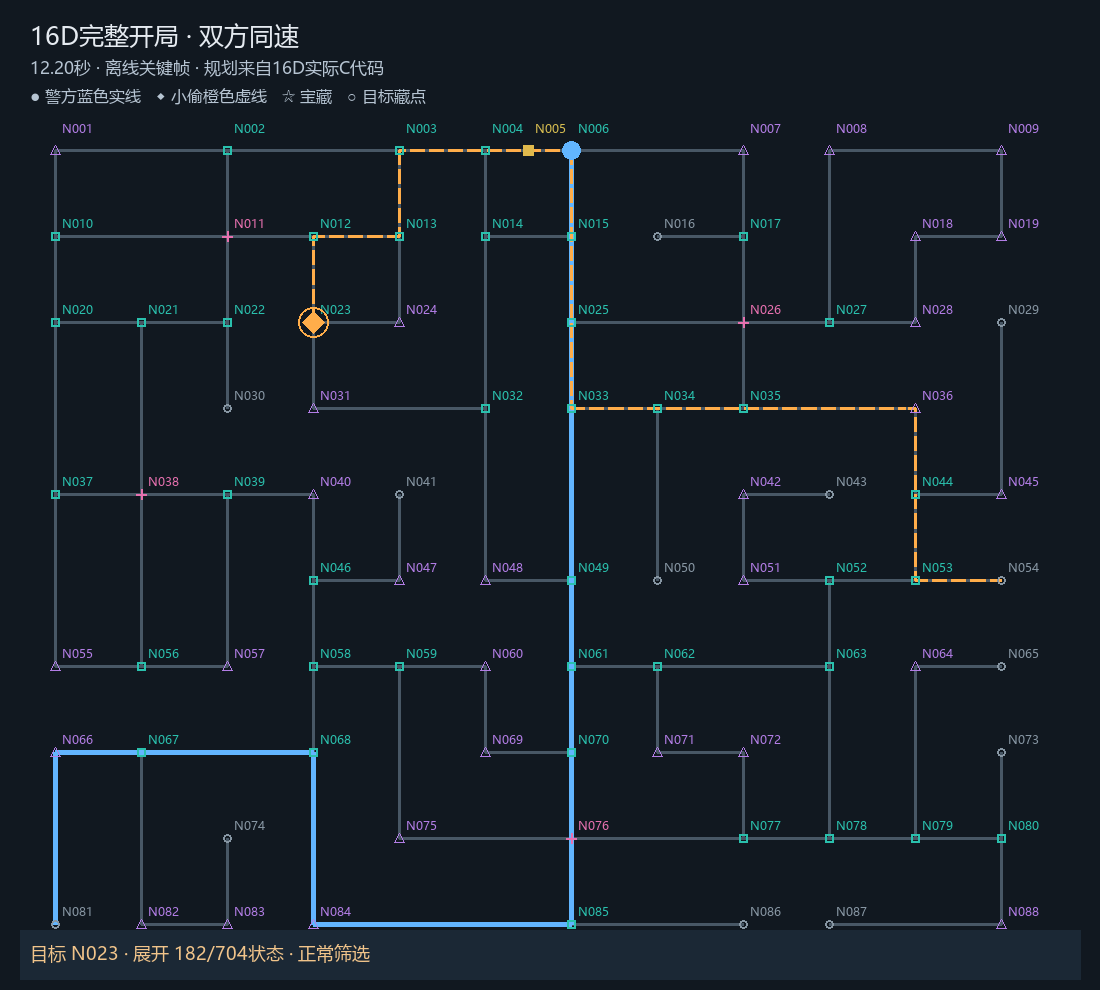 16D完整开局 · 双方同速
12.20秒 · 离线关键帧 · 规划来自16D实际C代码
● 警方蓝色实线 ◆ 小偷橙色虚线 ☆ 宝藏 ○ 目标藏点
N001 N002 N003 N004 N005 N006 N007 N008 N009
N010 N011 N012 N013 N014 N015 N016 N017 N018 N019
N020 N021 N022 N023 N024 N025 N026 N027 N028 N029
N030 N031 N032 N033 N034 N035 N036
N037 N038 N039 N040 N041 N042 N043 N044 N045
N046 N047 N048 N049 N050 N051 N052 N053 N054
N055 N056 N057 N058 N059 N060 N061 N062 N063 N064 N065
N066 N067 N068 N069 N070 N071 N072 N073
N074 N075 N076 N077 N078 N079 N080
N081 N082 N083 N084 N085 N086 N087 N088
目标 N023 · 展开 182/704状态 · 正常筛选